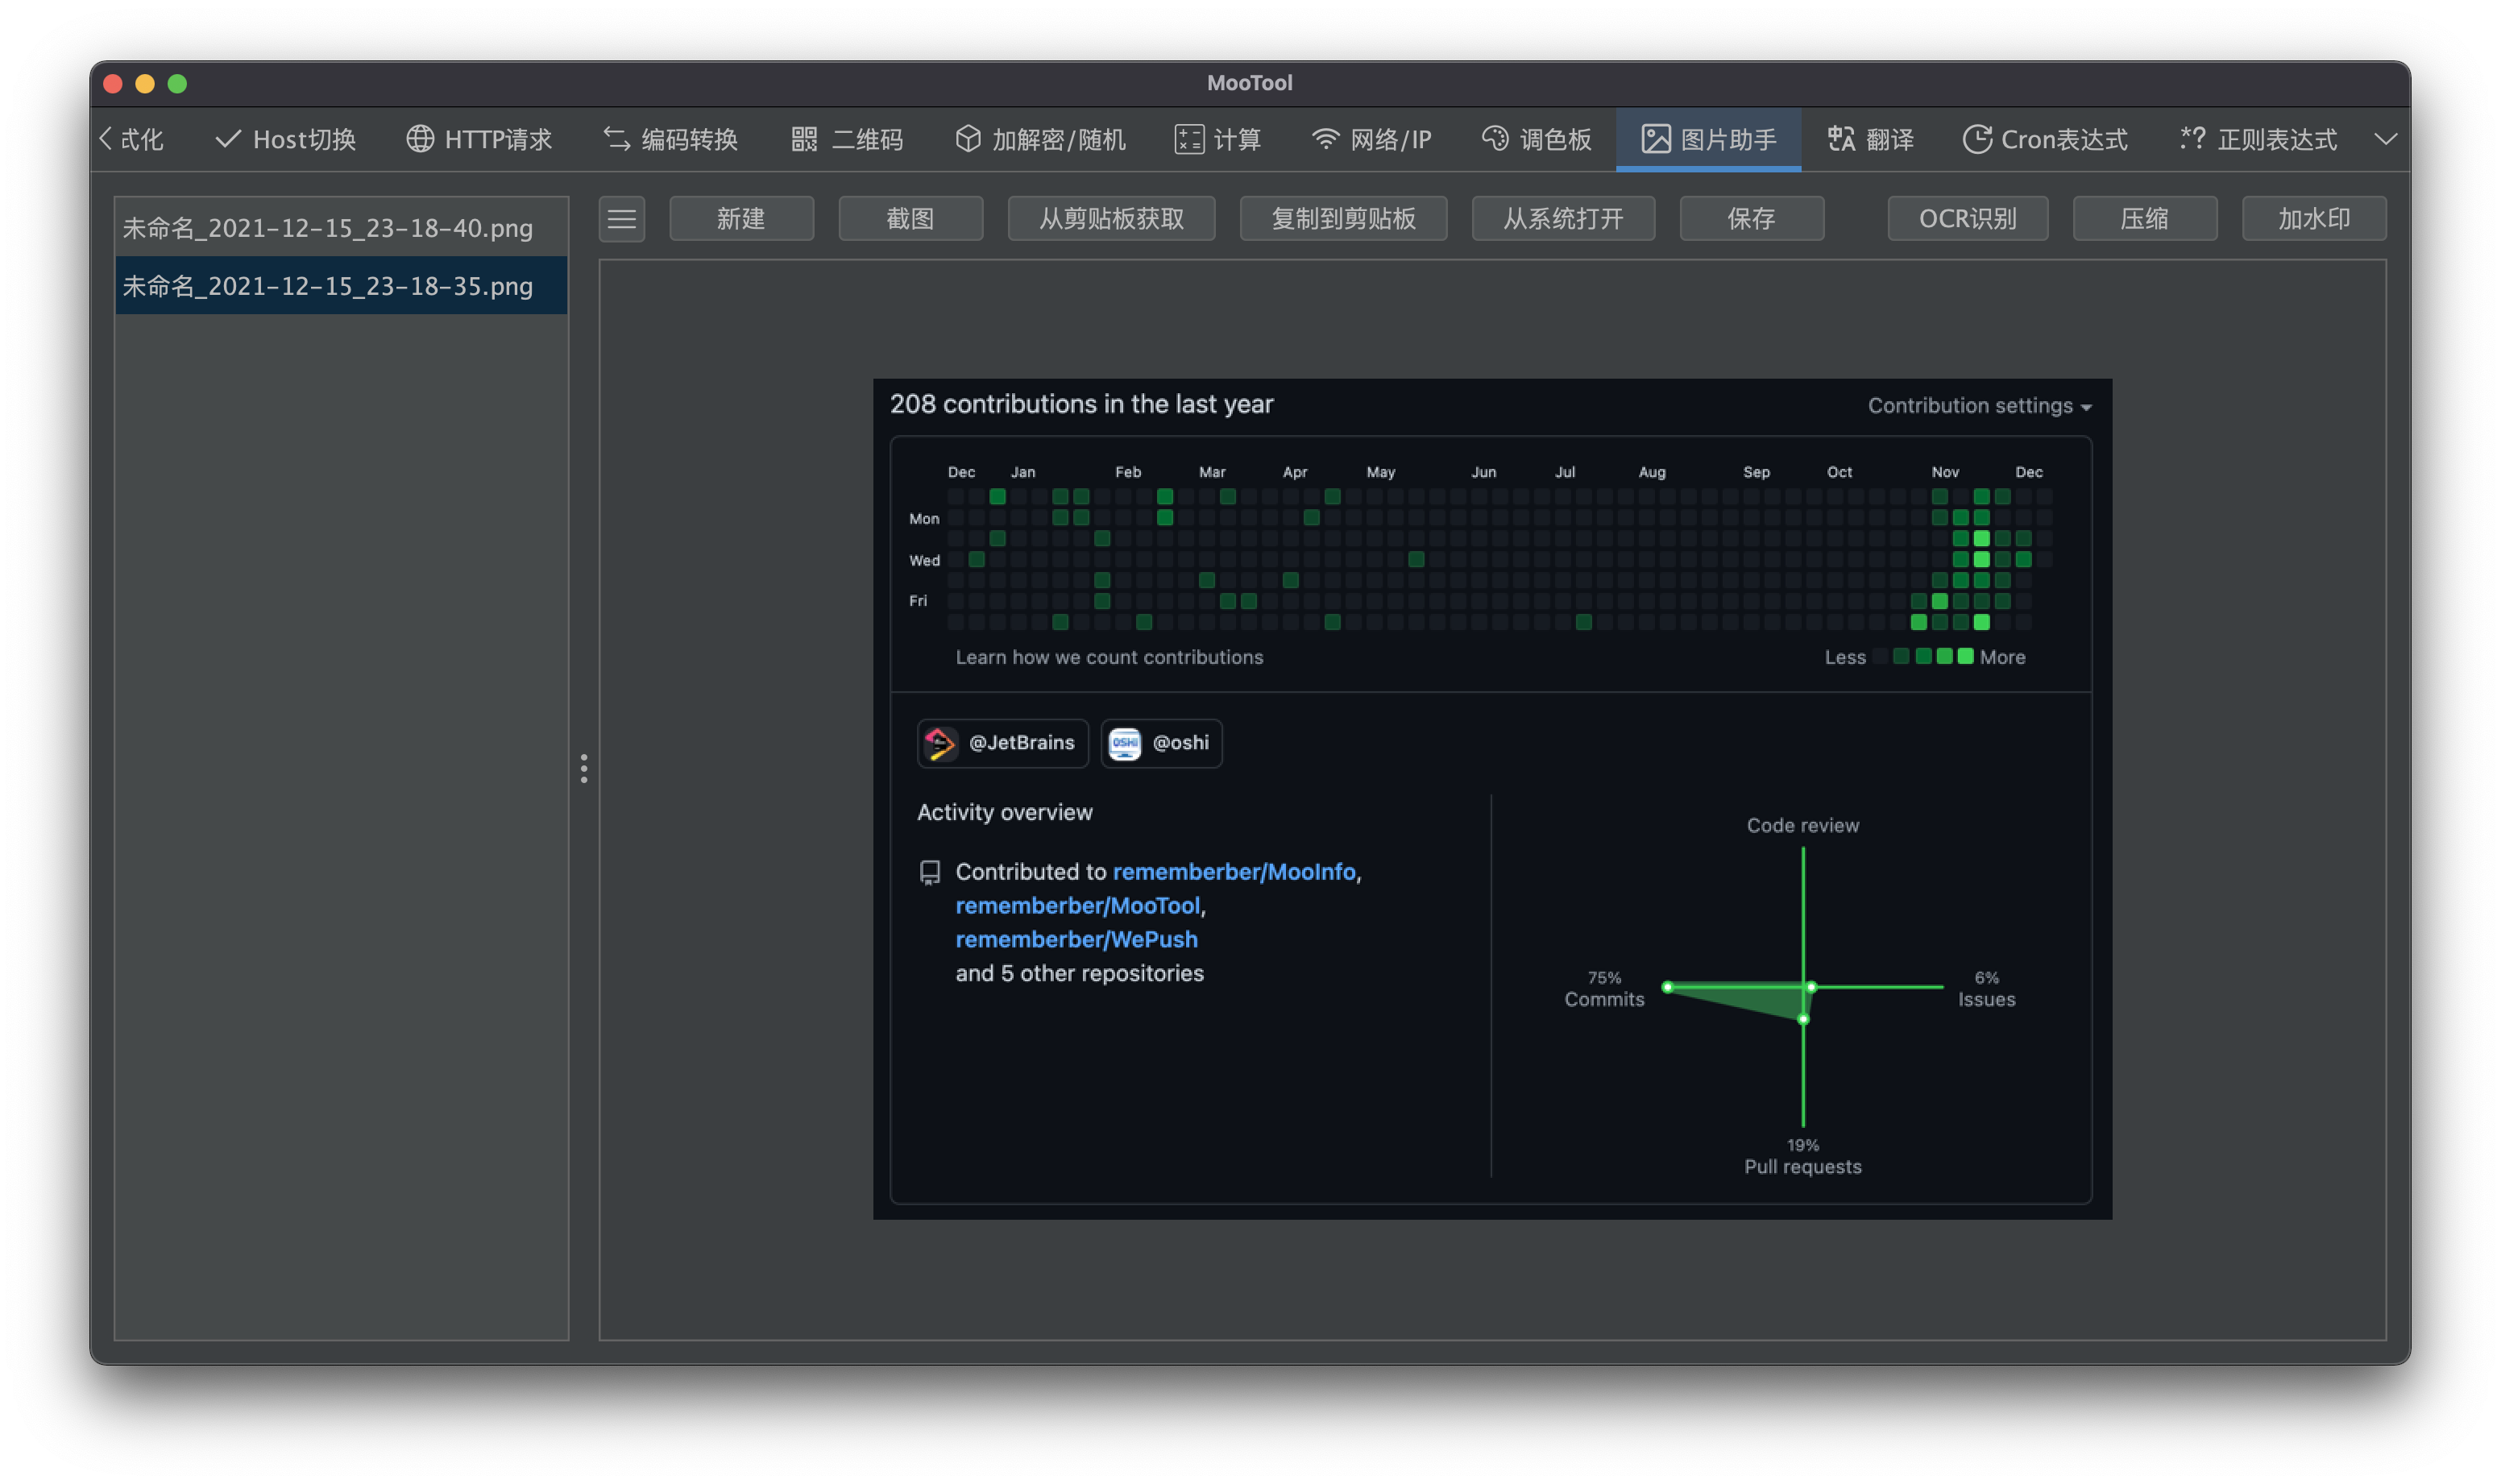 MooTool
式化 Host切换 HTTP请求 编码转换 二维码 加解密/随机 计算 网络/IP 调色板 图片助手 翻译 Cron表达式 *? 正则表达式
未命名_2021-12-15_23-18-40.png
未命名_2021-12-15_23-18-35.png
新建 截图 从剪贴板获取 复制到剪贴板 从系统打开 保存 OCR识别 压缩 加水印
208 contributions in the last year
Contribution settings
Dec Jan Feb Mar Apr May Jun Jul Aug Sep Oct Nov Dec
Mon
Wed
Fri
Learn how we count contributions
Less More
@JetBrains
OSHI @oshi
Activity overview
Contributed to rememberber/MooInfo,
rememberber/MooTool,
rememberber/WePush
and 5 other repositories
Code review
75%
Commits
6%
Issues
19%
Pull requests